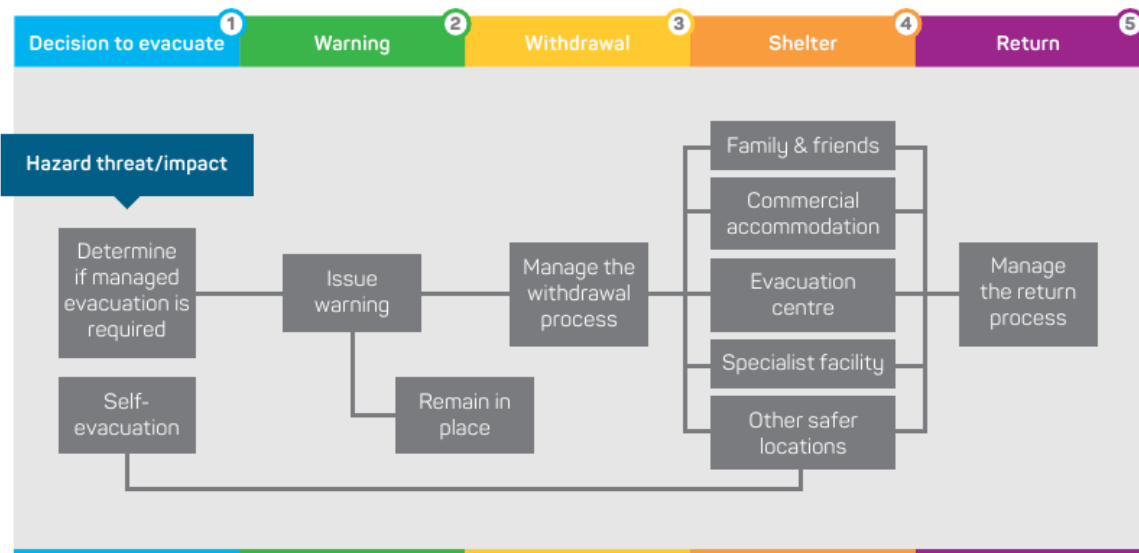 1
2
3
4
5
Decision to evacuate
Warning
Withdrawal
Shelter
Return
Hazard threat/impact
Determine
if managed
evacuation is
required
Self-
evacuation
Issue
warning
Remain in
place
Manage the
withdrawal
process
Family & friends
Commercial
accommodation
Evacuation
centre
Specialist facility
Other safer
locations
Manage
the return
process